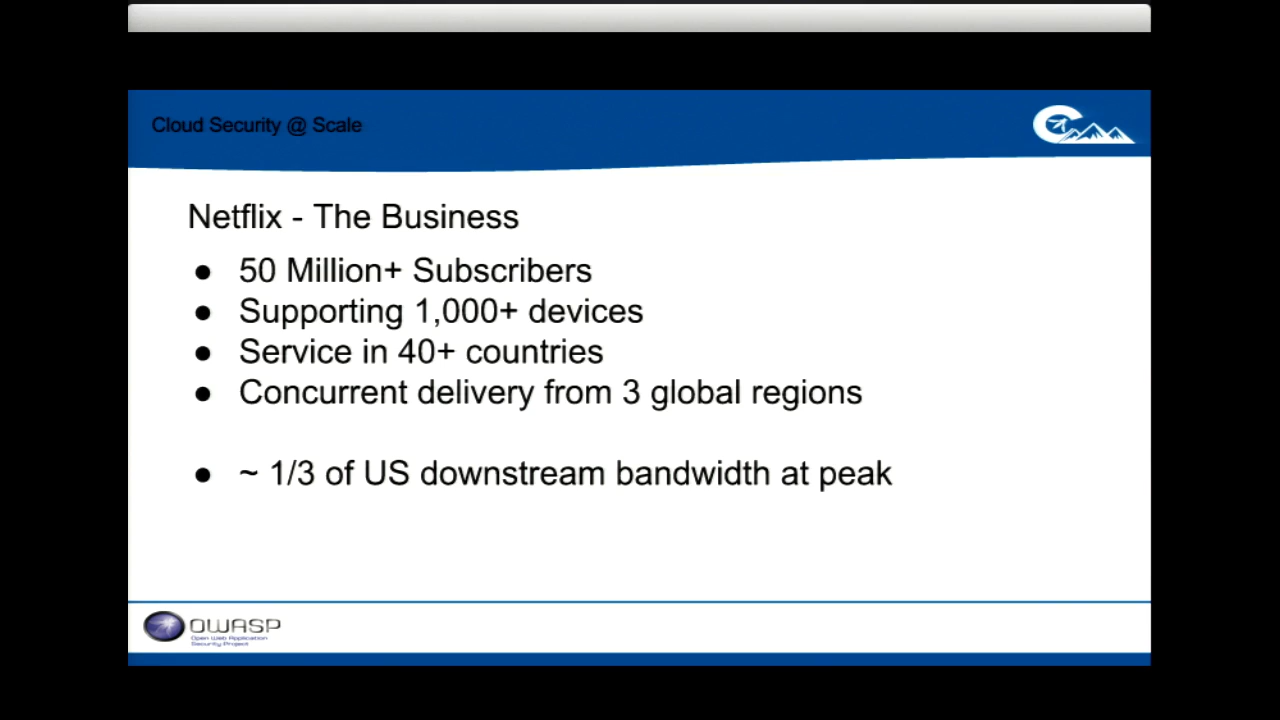 Cloud Security @ Scale
Netflix - The Business
● 50 Million+ Subscribers
● Supporting 1,000+ devices
● Service in 40+ countries
● Concurrent delivery from 3 global regions
● ~ 1/3 of US downstream bandwidth at peak
OWASP
Open Web Application
Security Project